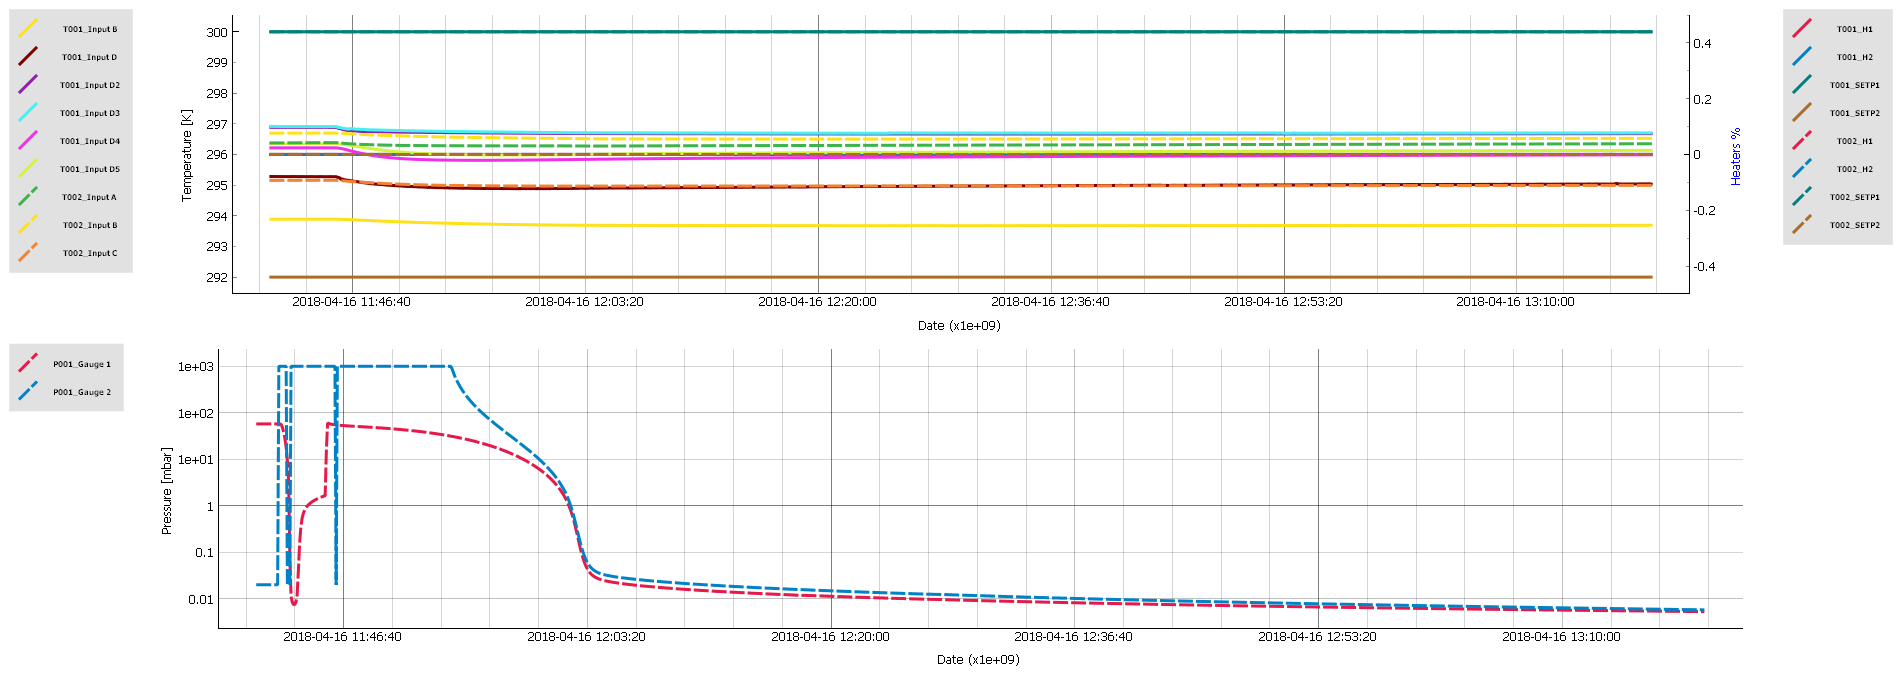 T001_Input B
T001_Input D
T001_Input D2
T001_Input D3
T001_Input D4
T001_Input D5
T002_Input A
T002_Input B
T002_Input C
Temperature [K]
300
299
298
297
296
295
294
293
292
0.4
0.2
0
-0.2
-0.4
Heaters %
2018-04-16 11:46:40
2018-04-16 12:03:20
2018-04-16 12:20:00
2018-04-16 12:36:40
2018-04-16 12:53:20
2018-04-16 13:10:00
Date (x1e+09)
T001_H1
T001_H2
T001_SETP1
T001_SETP2
T002_H1
T002_H2
T002_SETP1
T002_SETP2
P001_Gauge 1
P001_Gauge 2
Pressure [mbar]
1e+03
1e+02
1e+01
1
0.1
0.01
2018-04-16 11:46:40
2018-04-16 12:03:20
2018-04-16 12:20:00
2018-04-16 12:36:40
2018-04-16 12:53:20
2018-04-16 13:10:00
Date (x1e+09)